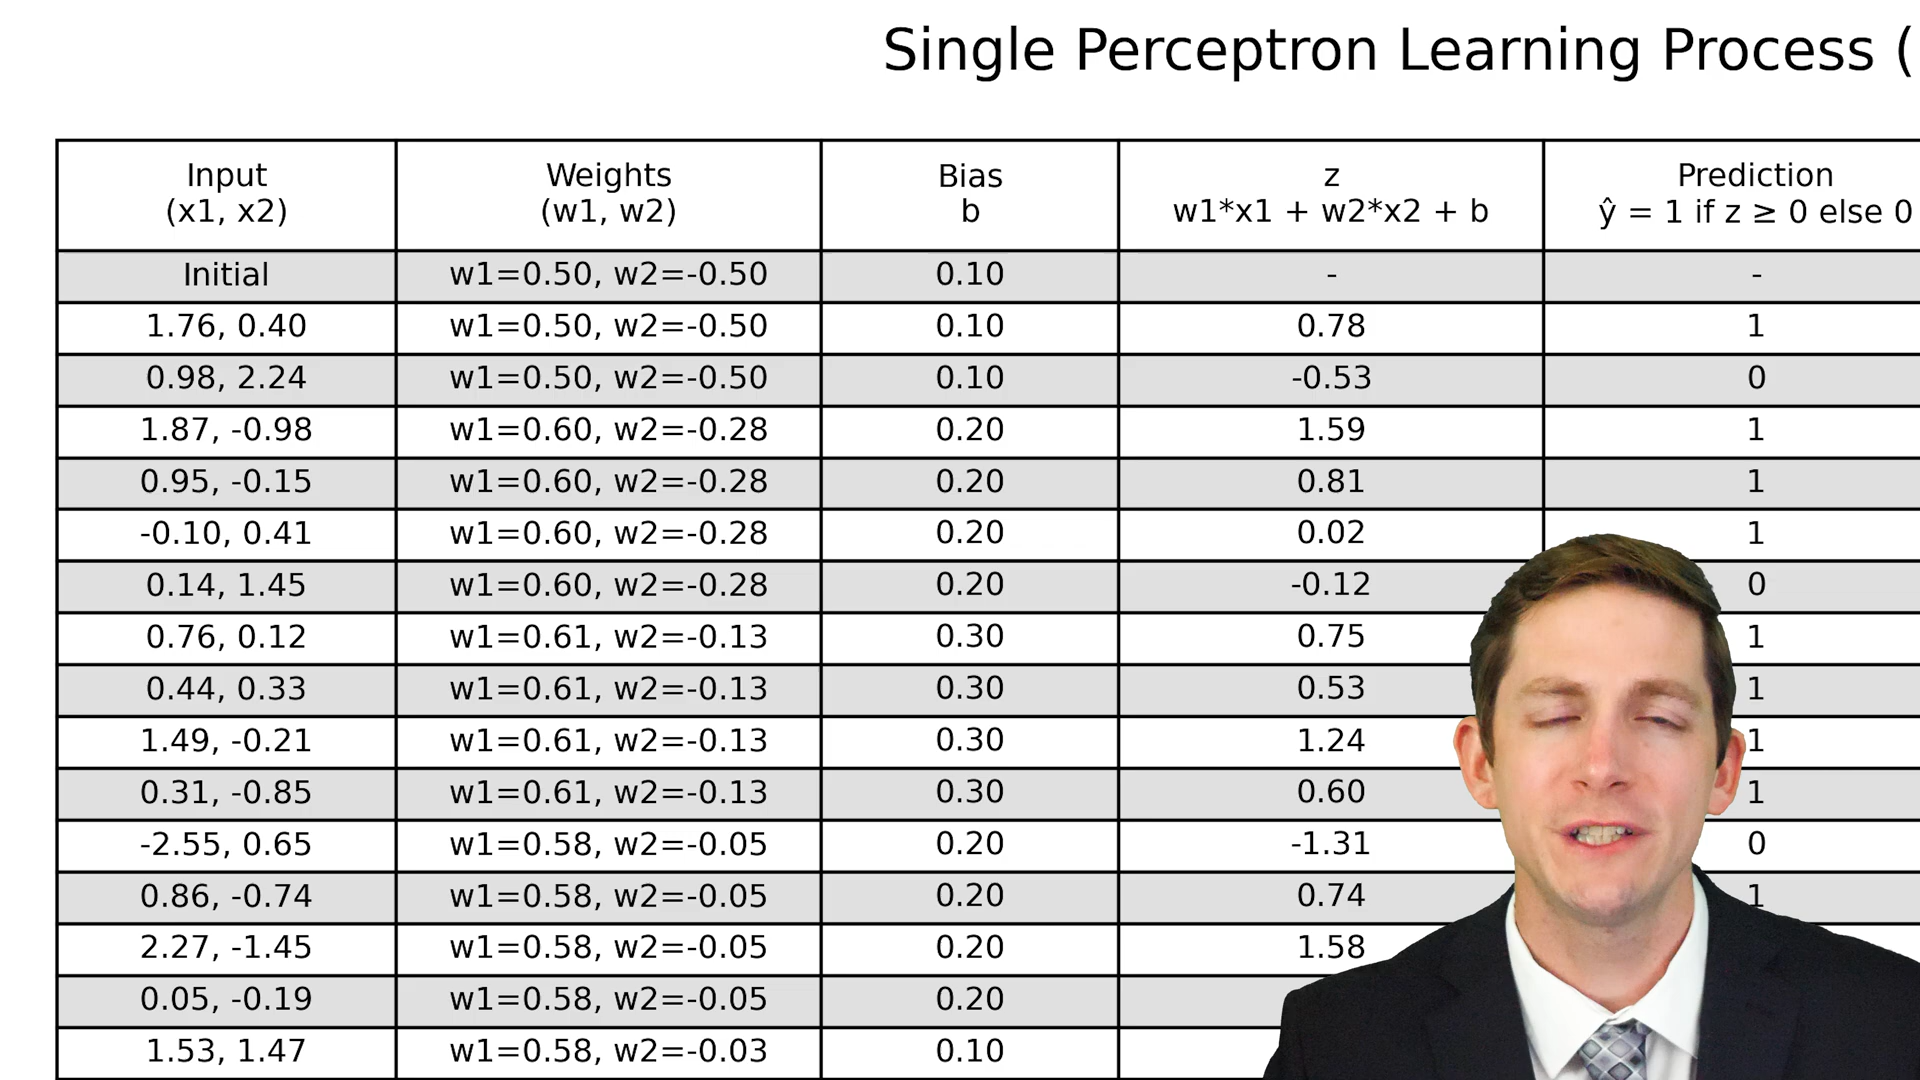 Single Perceptron Learning Process (
Input (x1, x2) Weights (w1, w2) Bias b z w1*x1 + w2*x2 + b Prediction ŷ = 1 if z ≥ 0 else 0
Initial w1=0.50, w2=-0.50 0.10 - -
1.76, 0.40 w1=0.50, w2=-0.50 0.10 0.78 1
0.98, 2.24 w1=0.50, w2=-0.50 0.10 -0.53 0
1.87, -0.98 w1=0.60, w2=-0.28 0.20 1.59 1
0.95, -0.15 w1=0.60, w2=-0.28 0.20 0.81 1
-0.10, 0.41 w1=0.60, w2=-0.28 0.20 0.02 1
0.14, 1.45 w1=0.60, w2=-0.28 0.20 -0.12 0
0.76, 0.12 w1=0.61, w2=-0.13 0.30 0.75 1
0.44, 0.33 w1=0.61, w2=-0.13 0.30 0.53 1
1.49, -0.21 w1=0.61, w2=-0.13 0.30 1.24 1
0.31, -0.85 w1=0.61, w2=-0.13 0.30 0.60 1
-2.55, 0.65 w1=0.58, w2=-0.05 0.20 -1.31 0
0.86, -0.74 w1=0.58, w2=-0.05 0.20 0.74 1
2.27, -1.45 w1=0.58, w2=-0.05 0.20 1.58
0.05, -0.19 w1=0.58, w2=-0.05 0.20
1.53, 1.47 w1=0.58, w2=-0.03 0.10